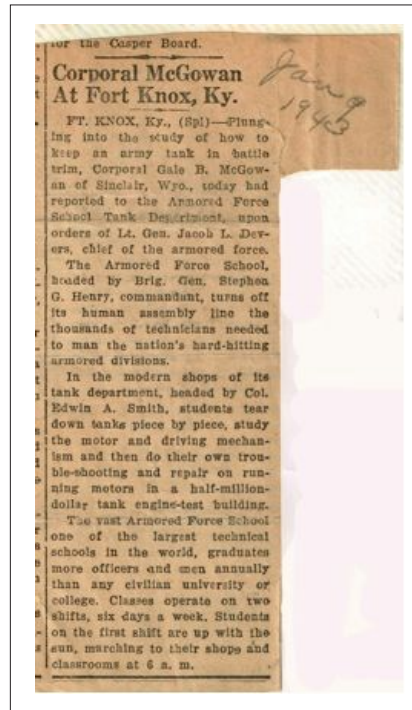 for the Casper Board.
Corporal McGowan
At Fort Knox, Ky.
FT. KNOX, Ky., (Spl)—Plung-
ing into the study of how to
keep an army tank in battle
trim, Corporal Gale B. McGow-
an of Sinclair, Wyo., today had
reported to the Armored Force
School Tank Department, upon
orders of Lt. Gen. Jacob L. Dev-
ers, chief of the armored force.
The Armored Force School,
headed by Brig. Gen. Stephen
G. Henry, commandant, turns off
its human assembly line the
thousands of technicians needed
to man the nation's hard-hitting
armored divisions.
In the modern shops of its
tank department, headed by Col.
Edwin A. Smith, students tear
down tanks piece by piece, study
the motor and driving mechan-
ism and then do their own trou-
ble-shooting and repair on run-
ning motors in a half-million-
dollar tank engine-test building.
The vast Armored Force School
one of the largest technical
schools in the world, graduates
more officers and men annually
than any civilian university or
college. Classes operate on two
shifts, six days a week. Students
on the first shift are up with the
sun, marching to their shops and
classrooms at 6 a. m.
Jan 9
1943